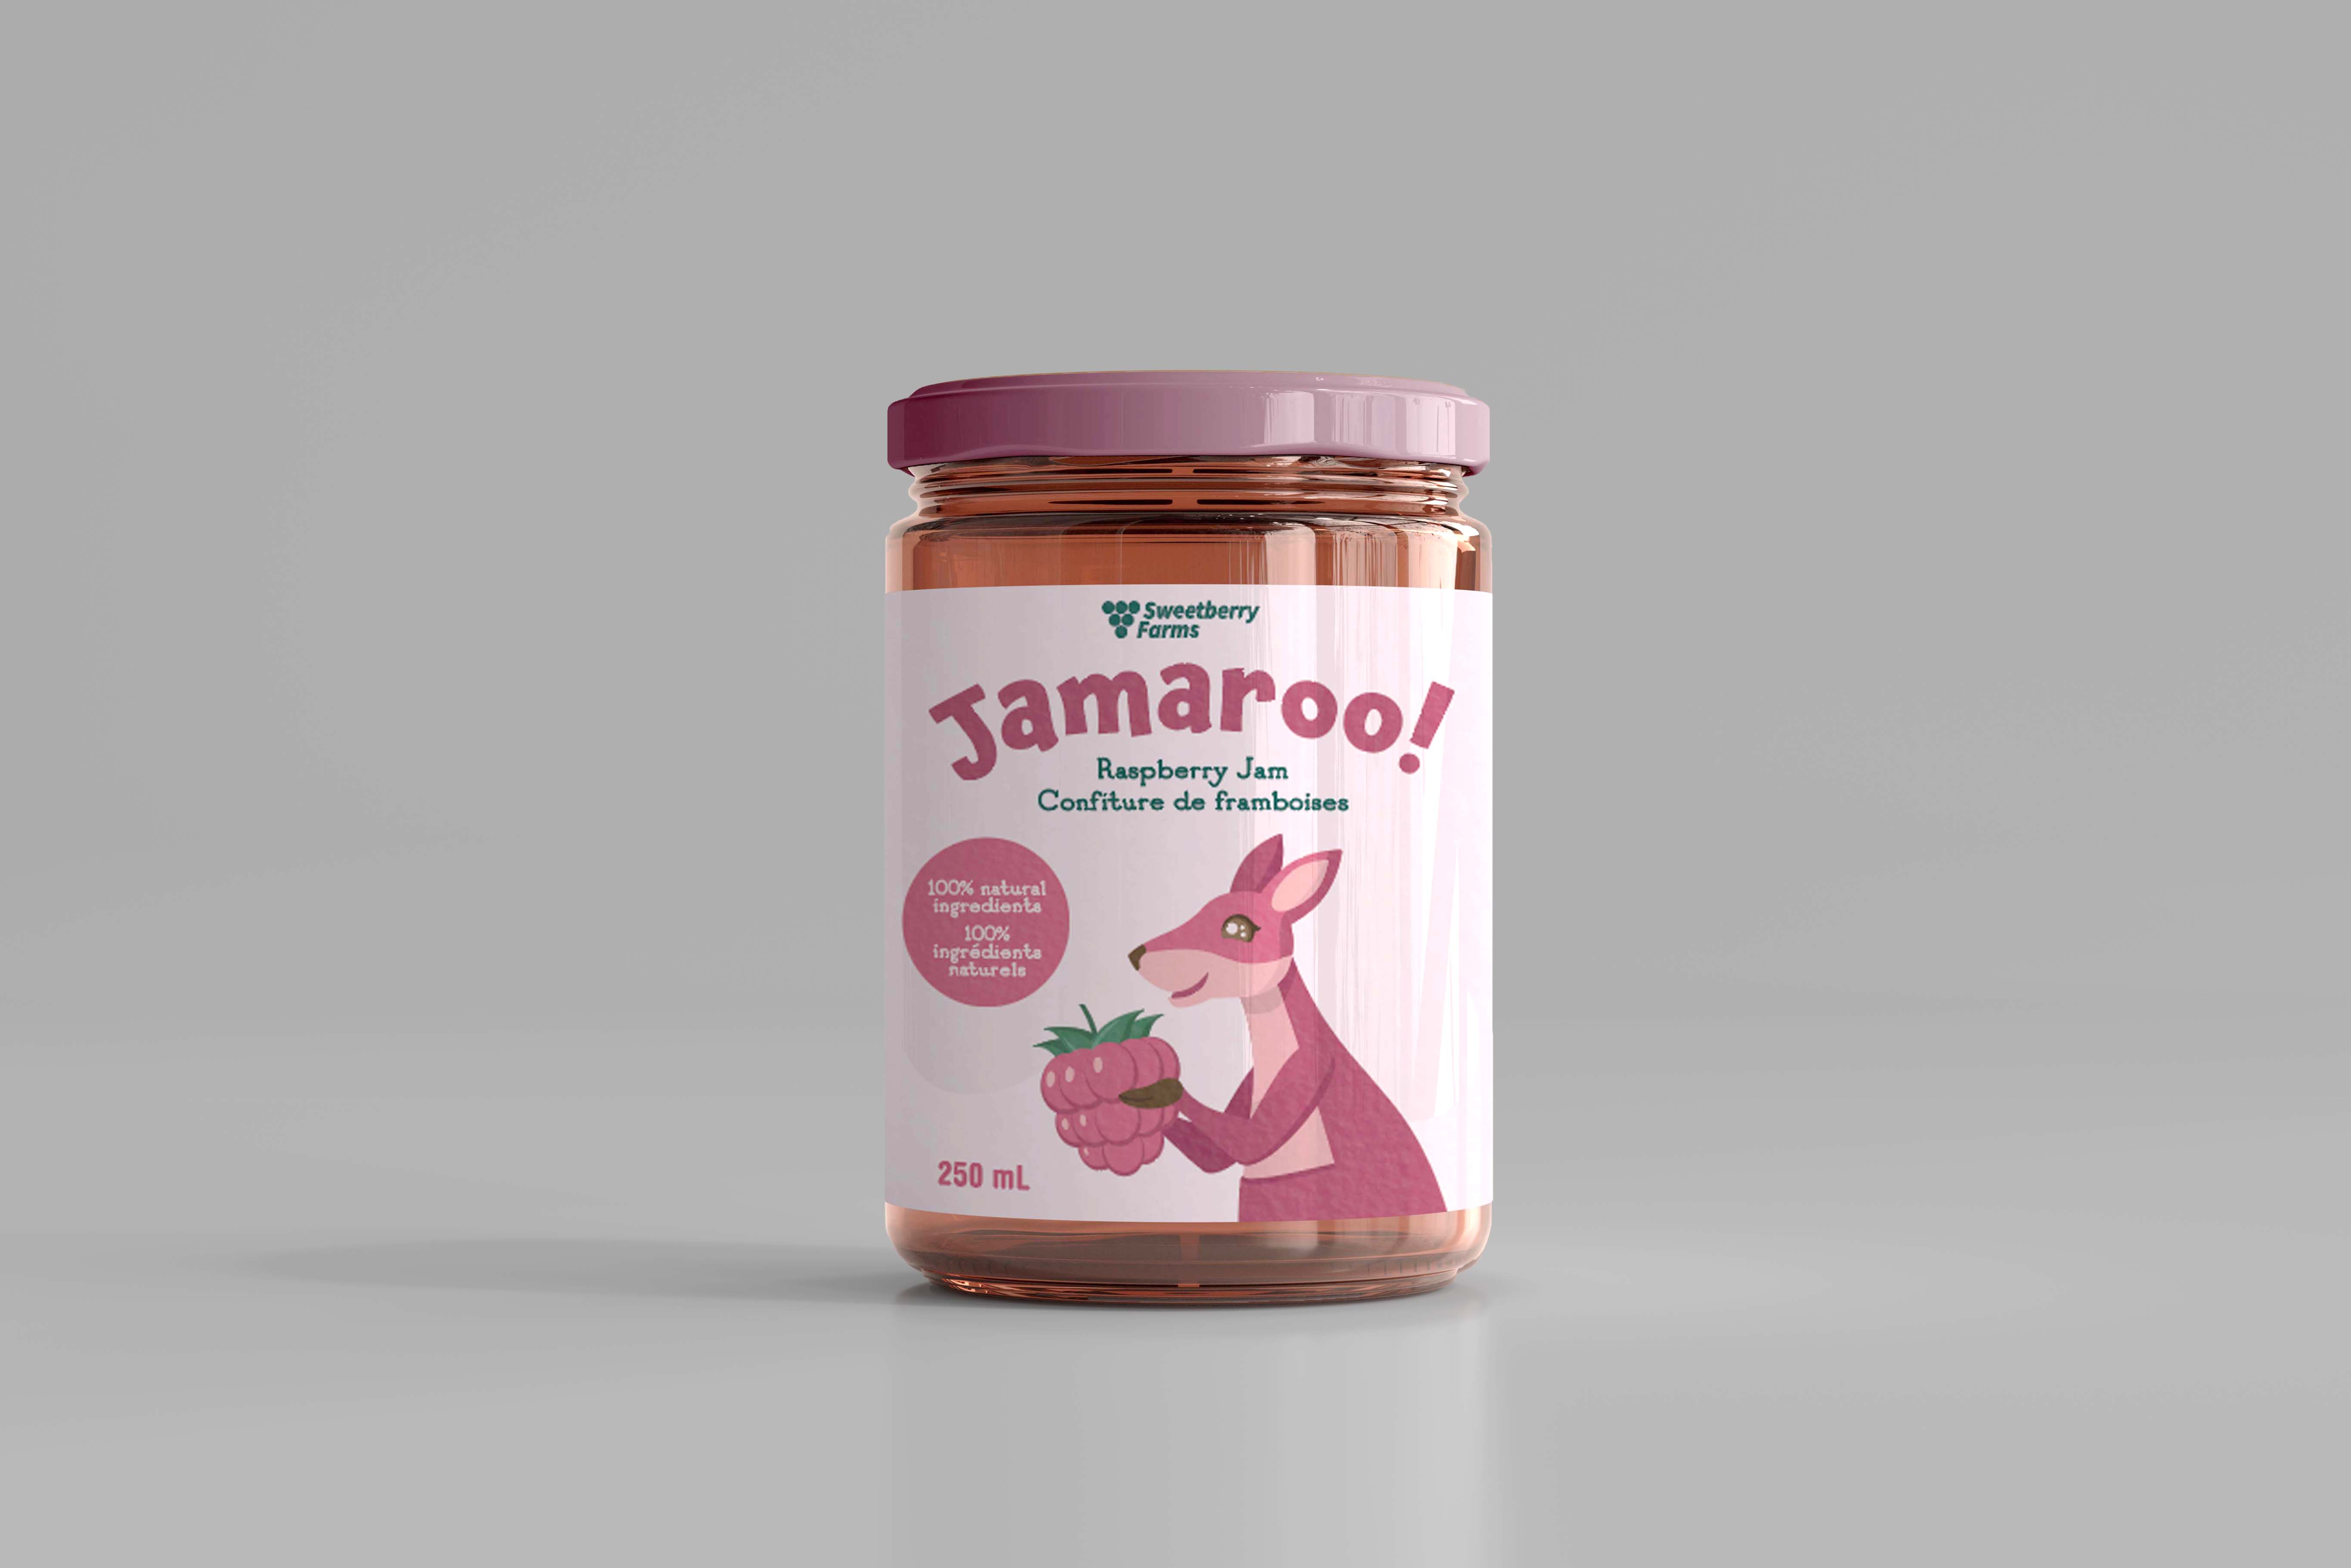 Sweetberry
Farms
Jamaroo!
Raspberry Jam
Confiture de framboises
100% natural
ingredients
100%
ingrédients
naturels
250 mL